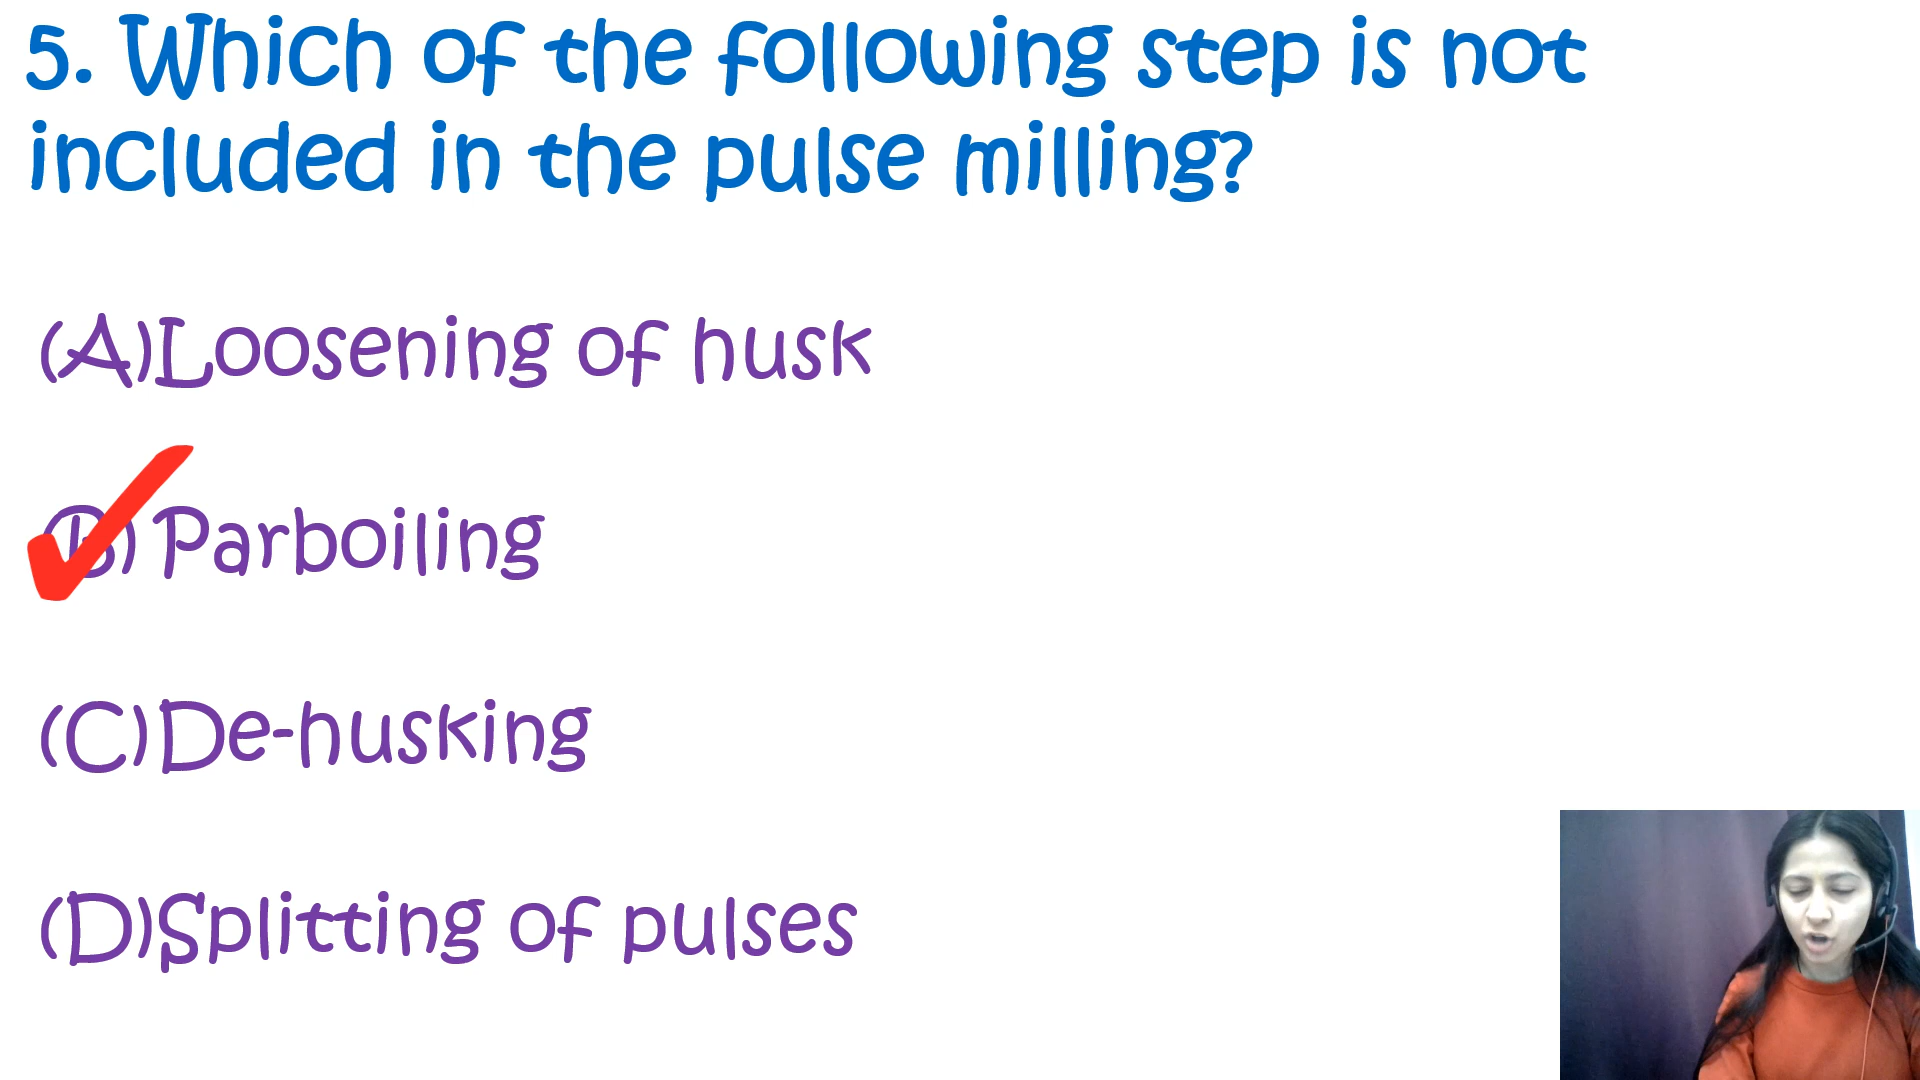 5. Which of the following step is not
included in the pulse milling?
(A)Loosening of husk
(B) Parboiling
(C)De-husking
(D)Splitting of pulses